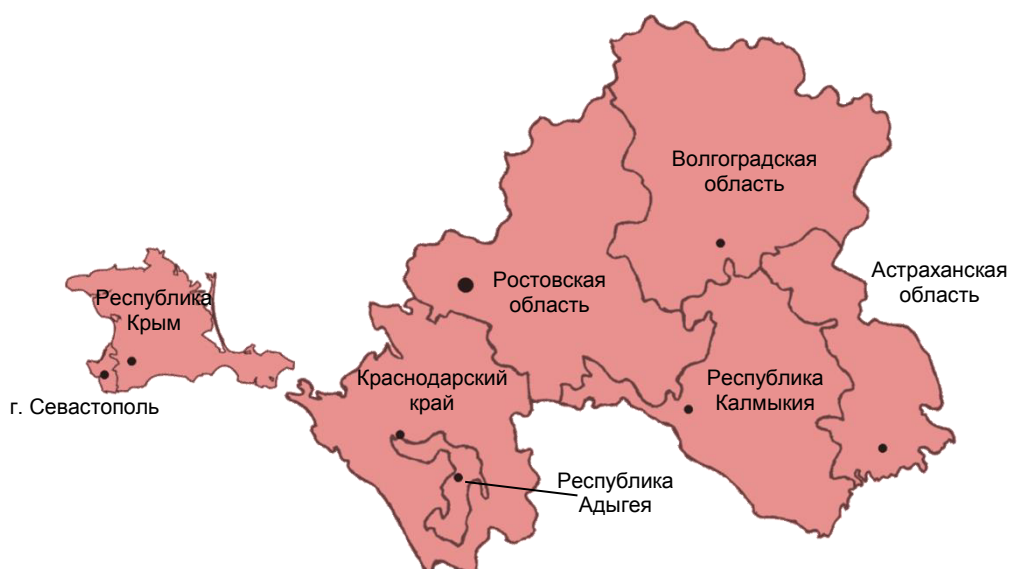 Волгоградская
область
Астраханская
область
Ростовская
область
Республика
Крым
Краснодарский
край
Республика
Калмыкия
г. Севастополь
Республика
Адыгея